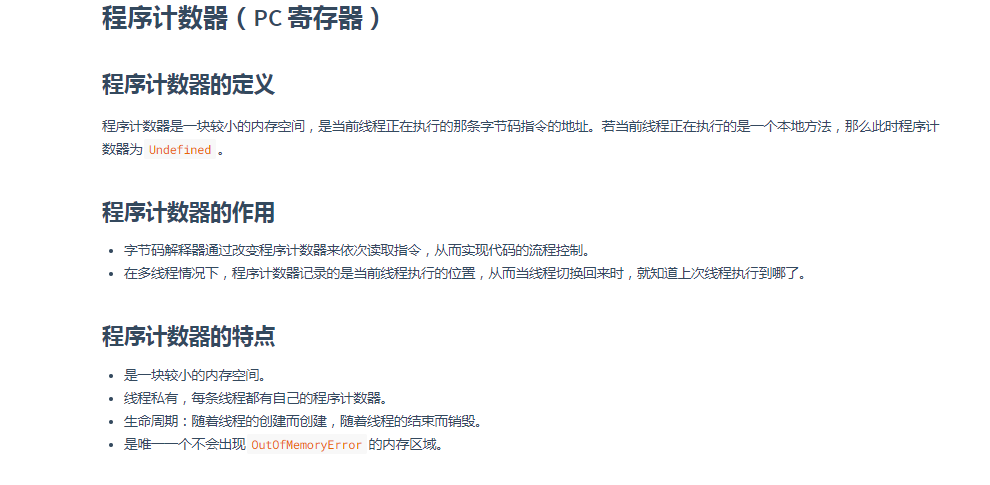 程序计数器（PC 寄存器）
程序计数器的定义
程序计数器是一块较小的内存空间，是当前线程正在执行的那条字节码指令的地址。若当前线程正在执行的是一个本地方法，那么此时程序计
数器为 Undefined 。
程序计数器的作用
• 字节码解释器通过改变程序计数器来依次读取指令，从而实现代码的流程控制。
• 在多线程情况下，程序计数器记录的是当前线程执行的位置，从而当线程切换回来时，就知道上次线程执行到哪了。
程序计数器的特点
• 是一块较小的内存空间。
• 线程私有，每条线程都有自己的程序计数器。
• 生命周期：随着线程的创建而创建，随着线程的结束而销毁。
• 是唯一一个不会出现 OutOfMemoryError 的内存区域。